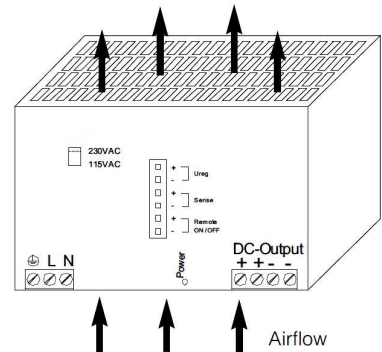 230VAC
115VAC
+
- Ureg
+
- Sense
+ Remote
- ON/OFF
⏚ L N
Power
DC-Output
+ + - -
Airflow